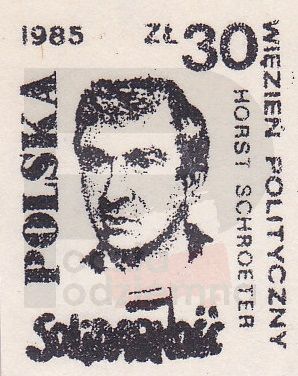 1985
ZŁ 30
POLSKA
WIĘZIEŃ POLITYCZNY
HORST SCHROETER
Solidarność